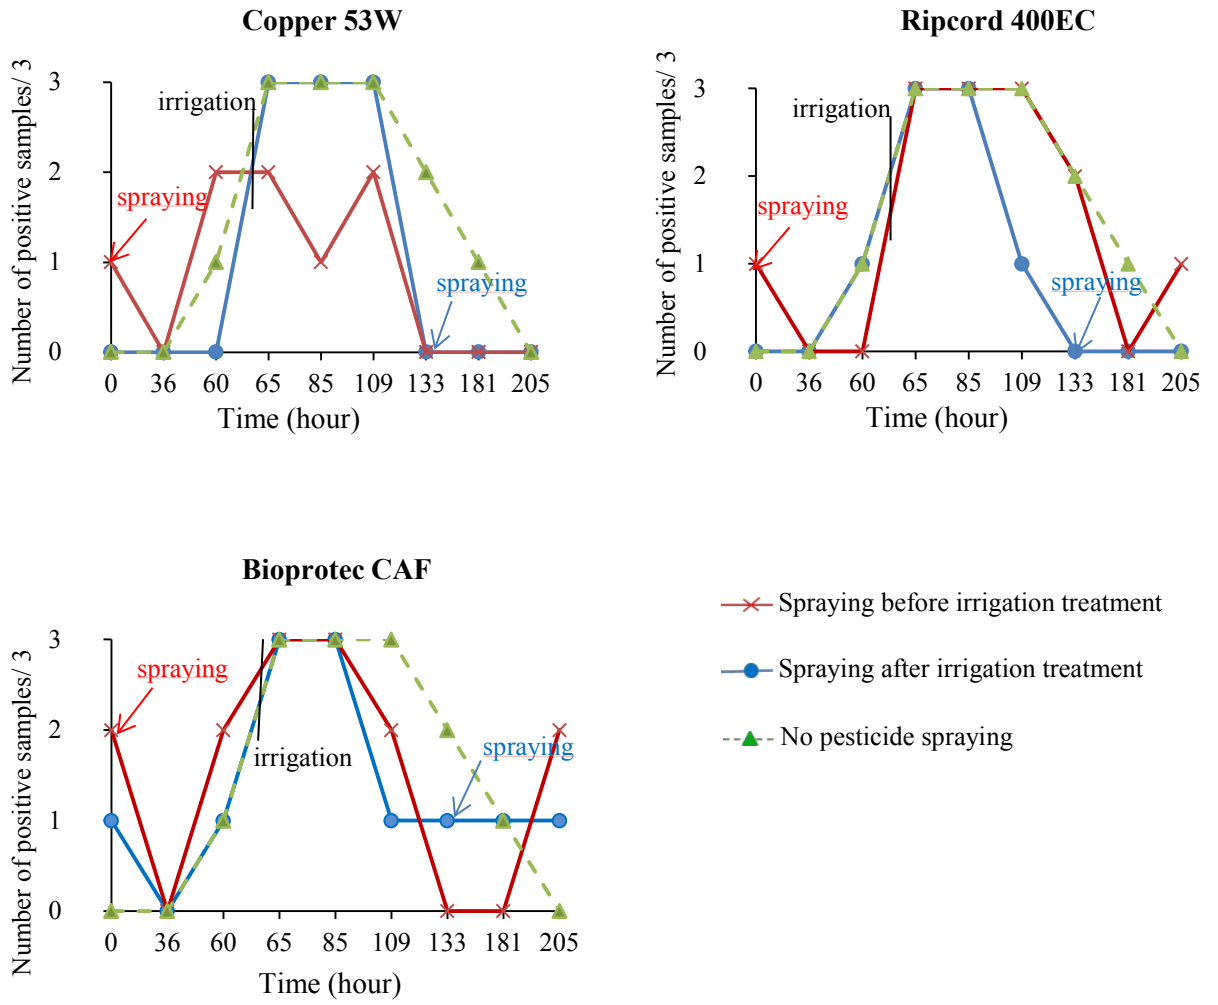 Copper 53W
Number of positive samples/ 3
3
2
1
0
irrigation
spraying
spraying
0 36 60 65 85 109 133 181 205
Time (hour)
Ripcord 400EC
Number of positive samples/ 3
3
2
1
0
irrigation
spraying
spraying
0 36 60 65 85 109 133 181 205
Time (hour)
Bioprotec CAF
Number of positive samples/ 3
3
2
1
0
spraying
irrigation
spraying
0 36 60 65 85 109 133 181 205
Time (hour)
Spraying before irrigation treatment
Spraying after irrigation treatment
No pesticide spraying